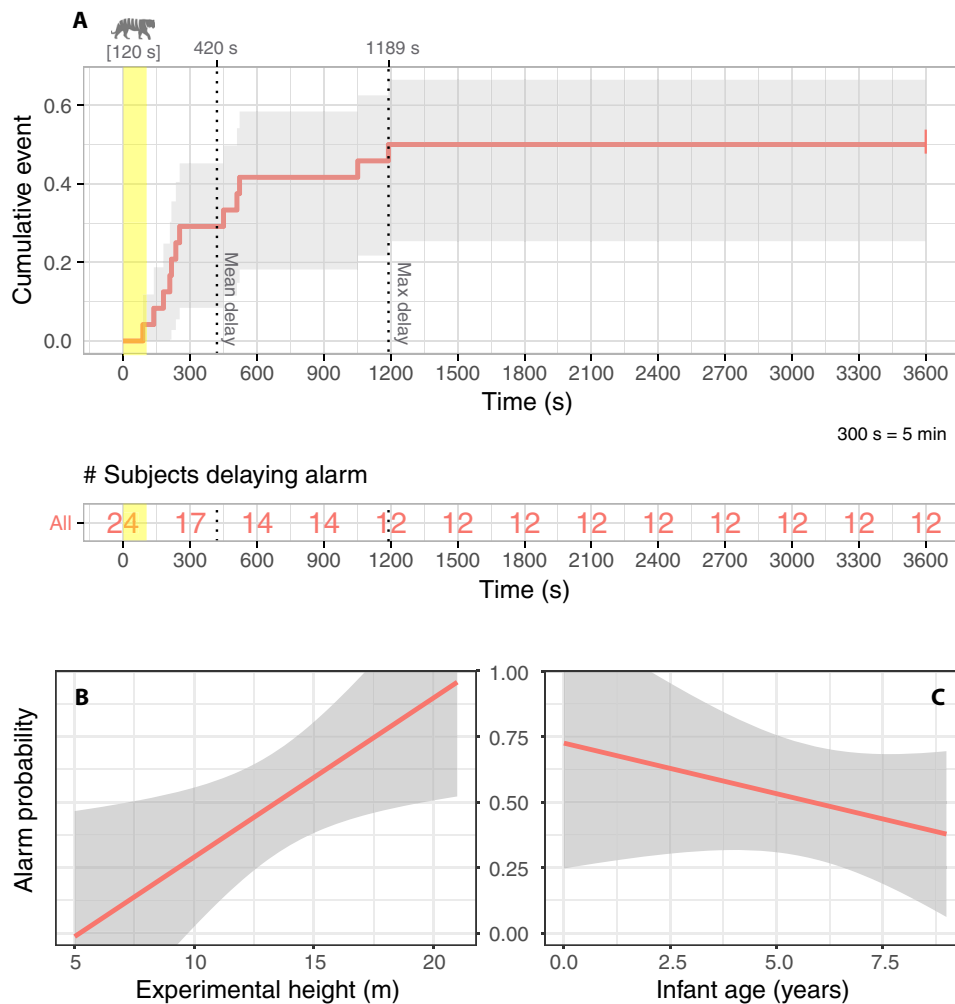 A
[120 s] 420 s 1189 s
0.6
0.4
0.2
0.0
Cumulative event
Mean delay
Max delay
0 300 600 900 1200 1500 1800 2100 2400 2700 3000 3300 3600
Time (s)
300 s = 5 min
# Subjects delaying alarm
All 24 17 14 14 12 12 12 12 12 12 12 12 12
0 300 600 900 1200 1500 1800 2100 2400 2700 3000 3300 3600
Time (s)
B
Alarm probability
5 10 15 20
Experimental height (m)
1.00
0.75
0.50
0.25
0.00
C
0.0 2.5 5.0 7.5
Infant age (years)